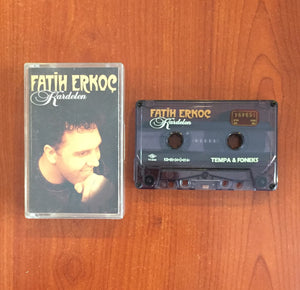 FATİH ERKOÇ
Kardelen
FATİH ERKOÇ
Kardelen
TEMPA & FONEKS